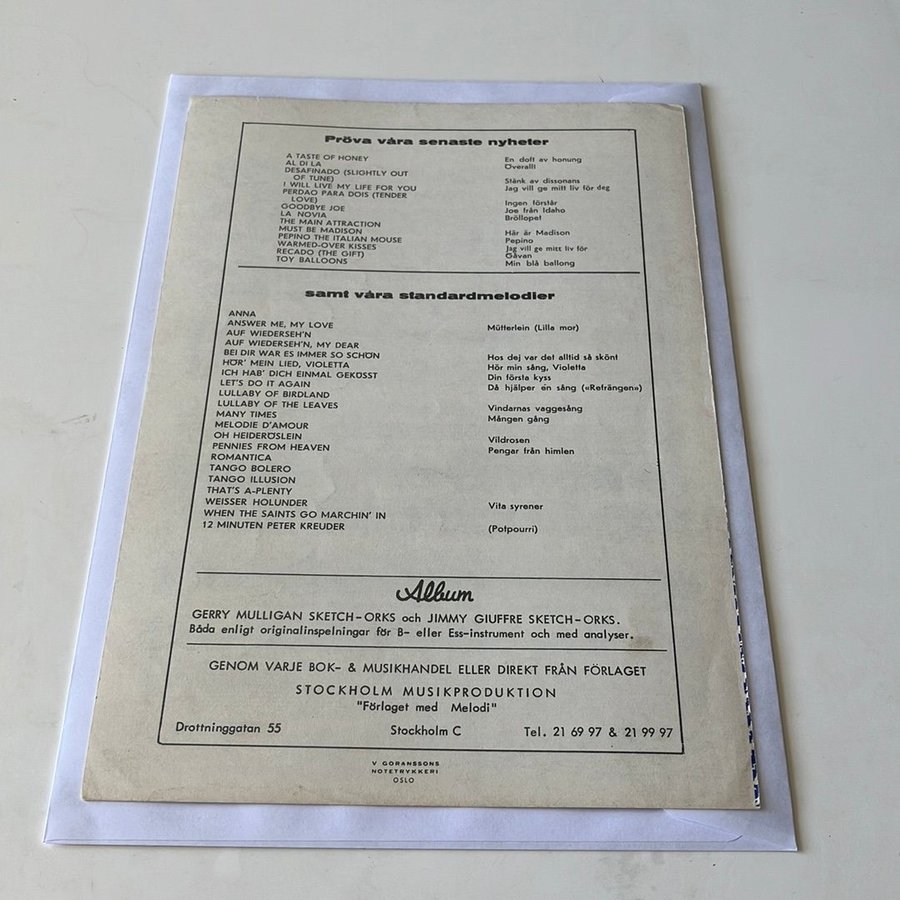 Pröva våra senaste nyheter
A TASTE OF HONEY En doft av honung
AL DI LA Överallt
DESAFINADO (SLIGHTLY OUT
OF TUNE) Stänk av dissonans
I WILL LIVE MY LIFE FOR YOU Jag vill ge mitt liv för deg
PERDAO PARA DOIS (TENDER
LOVE) Ingen förstår
GOODBYE JOE Joe från Idaho
LA NOVIA Bröllopet
THE MAIN ATTRACTION
MUST BE MADISON Här är Madison
PEPINO THE ITALIAN MOUSE Pepino
WARMED-OVER KISSES Jag vill ge mitt liv för
RECADO (THE GIFT) Gåvan
TOY BALLOONS Min blå ballong
samt våra standardmelodier
ANNA
ANSWER ME, MY LOVE Mütterlein (Lilla mor)
AUF WIEDERSEH'N
AUF WIEDERSEH'N, MY DEAR
BEI DIR WAR ES IMMER SO SCHÖN Hos dej var det alltid så skönt
HÖR' MEIN LIED, VIOLETTA Hör min sång, Violetta
ICH HAB' DICH EINMAL GEKÜSST Din första kyss
LET'S DO IT AGAIN Då hjälper en sång («Refrängen»)
LULLABY OF BIRDLAND
LULLABY OF THE LEAVES Vindarnas vaggesång
MANY TIMES Mången gång
MELODIE D'AMOUR
OH HEIDERÖSLEIN Vildrosen
PENNIES FROM HEAVEN Pengar från himlen
ROMANTICA
TANGO BOLERO
TANGO ILLUSION
THAT'S A-PLENTY
WEISSER HOLUNDER Vita syrener
WHEN THE SAINTS GO MARCHIN' IN
12 MINUTEN PETER KREUDER (Potpourri)
Album
GERRY MULLIGAN SKETCH-ORKS och JIMMY GIUFFRE SKETCH-ORKS.
Båda enligt originalinspelningar för B- eller Ess-instrument och med analyser.
GENOM VARJE BOK- & MUSIKHANDEL ELLER DIREKT FRÅN FÖRLAGET
STOCKHOLM MUSIKPRODUKTION
"Förlaget med Melodi"
Drottninggatan 55 Stockholm C Tel. 21 69 97 & 21 99 97
V GORANSSONS
NOTETRYKKERI
OSLO